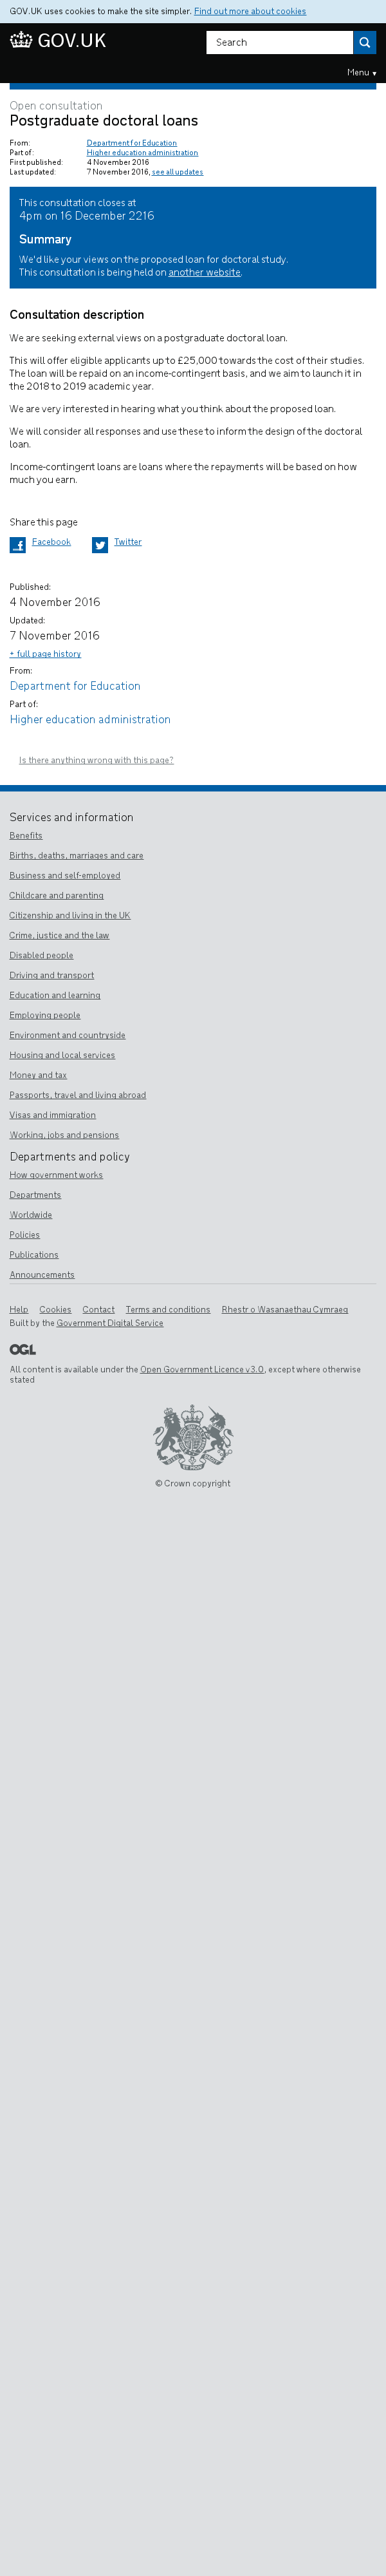 GOV.UK uses cookies to make the site simpler. Find out more about cookies
GOV.UK
Search
Menu ▾
Open consultation
Postgraduate doctoral loans
From: Department for Education
Part of: Higher education administration
First published: 4 November 2016
Last updated: 7 November 2016, see all updates
This consultation closes at
4pm on 16 December 2216
Summary
We'd like your views on the proposed loan for doctoral study.
This consultation is being held on another website.
Consultation description
We are seeking external views on a postgraduate doctoral loan.
This will offer eligible applicants up to £25,000 towards the cost of their studies.
The loan will be repaid on an income-contingent basis, and we aim to launch it in
the 2018 to 2019 academic year.
We are very interested in hearing what you think about the proposed loan.
We will consider all responses and use these to inform the design of the doctoral
loan.
Income-contingent loans are loans where the repayments will be based on how
much you earn.
Share this page
Facebook Twitter
Published:
4 November 2016
Updated:
7 November 2016
+ full page history
From:
Department for Education
Part of:
Higher education administration
Is there anything wrong with this page?
Services and information
Benefits
Births, deaths, marriages and care
Business and self-employed
Childcare and parenting
Citizenship and living in the UK
Crime, justice and the law
Disabled people
Driving and transport
Education and learning
Employing people
Environment and countryside
Housing and local services
Money and tax
Passports, travel and living abroad
Visas and immigration
Working, jobs and pensions
Departments and policy
How government works
Departments
Worldwide
Policies
Publications
Announcements
Help Cookies Contact Terms and conditions Rhestr o Wasanaethau Cymraeg
Built by the Government Digital Service
OGL
All content is available under the Open Government Licence v3.0, except where otherwise
stated
© Crown copyright